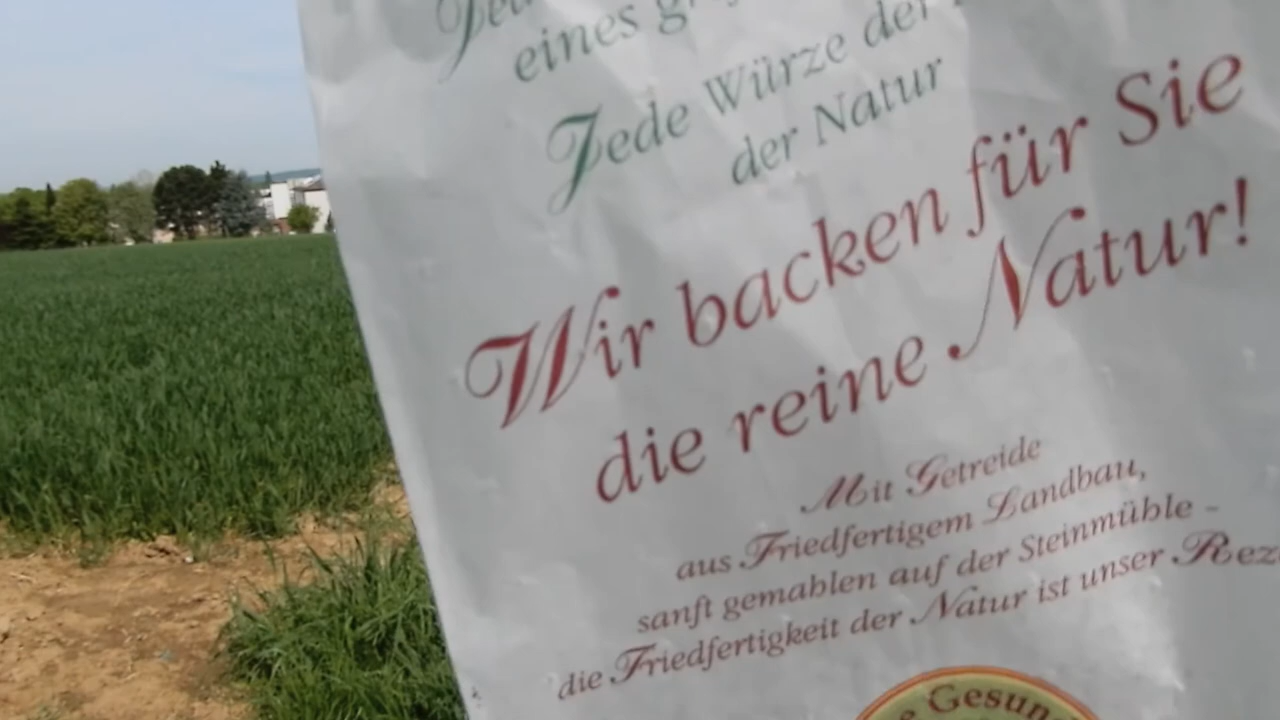 eines
Jede Würze der
der Natur
Wir backen für Sie
die reine Natur!
Mit Getreide
aus Friedfertigem Landbau,
sanft gemahlen auf der Steinmühle -
die Friedfertigkeit der Natur ist unser Rez
Gesun